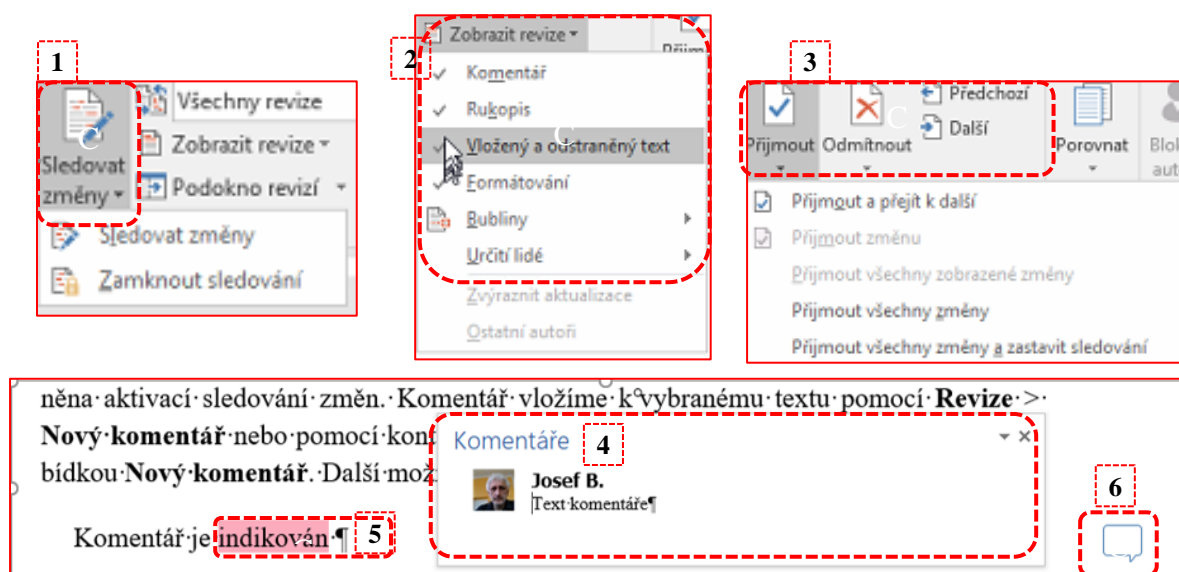 1
Sledovat
změny
Všechny revize
Zobrazit revize
Podokno revizí
Sledovat změny
Zamknout sledování
2
Zobrazit revize
Komentář
Rukopis
Vložený a odstraněný text
Formátování
Bubliny
Určití lidé
Zvýraznit aktualizace
Ostatní autoři
3
Přijmout
Odmítnout
Předchozí
Další
Porovnat
Přijmout a přejít k další
Přijmout změnu
Přijmout všechny zobrazené změny
Přijmout všechny změny
Přijmout všechny změny a zastavit sledování
něna·aktivací·sledování·změn.·Komentář·vložíme·k°vybranému·textu·pomocí·Revize·>·
Nový·komentář·nebo·pomocí·
bídkou·Nový·komentář.·Další·
Komentář·je·indikován·¶
5
Komentáře
4
Josef B.
Text·komentáře¶
6